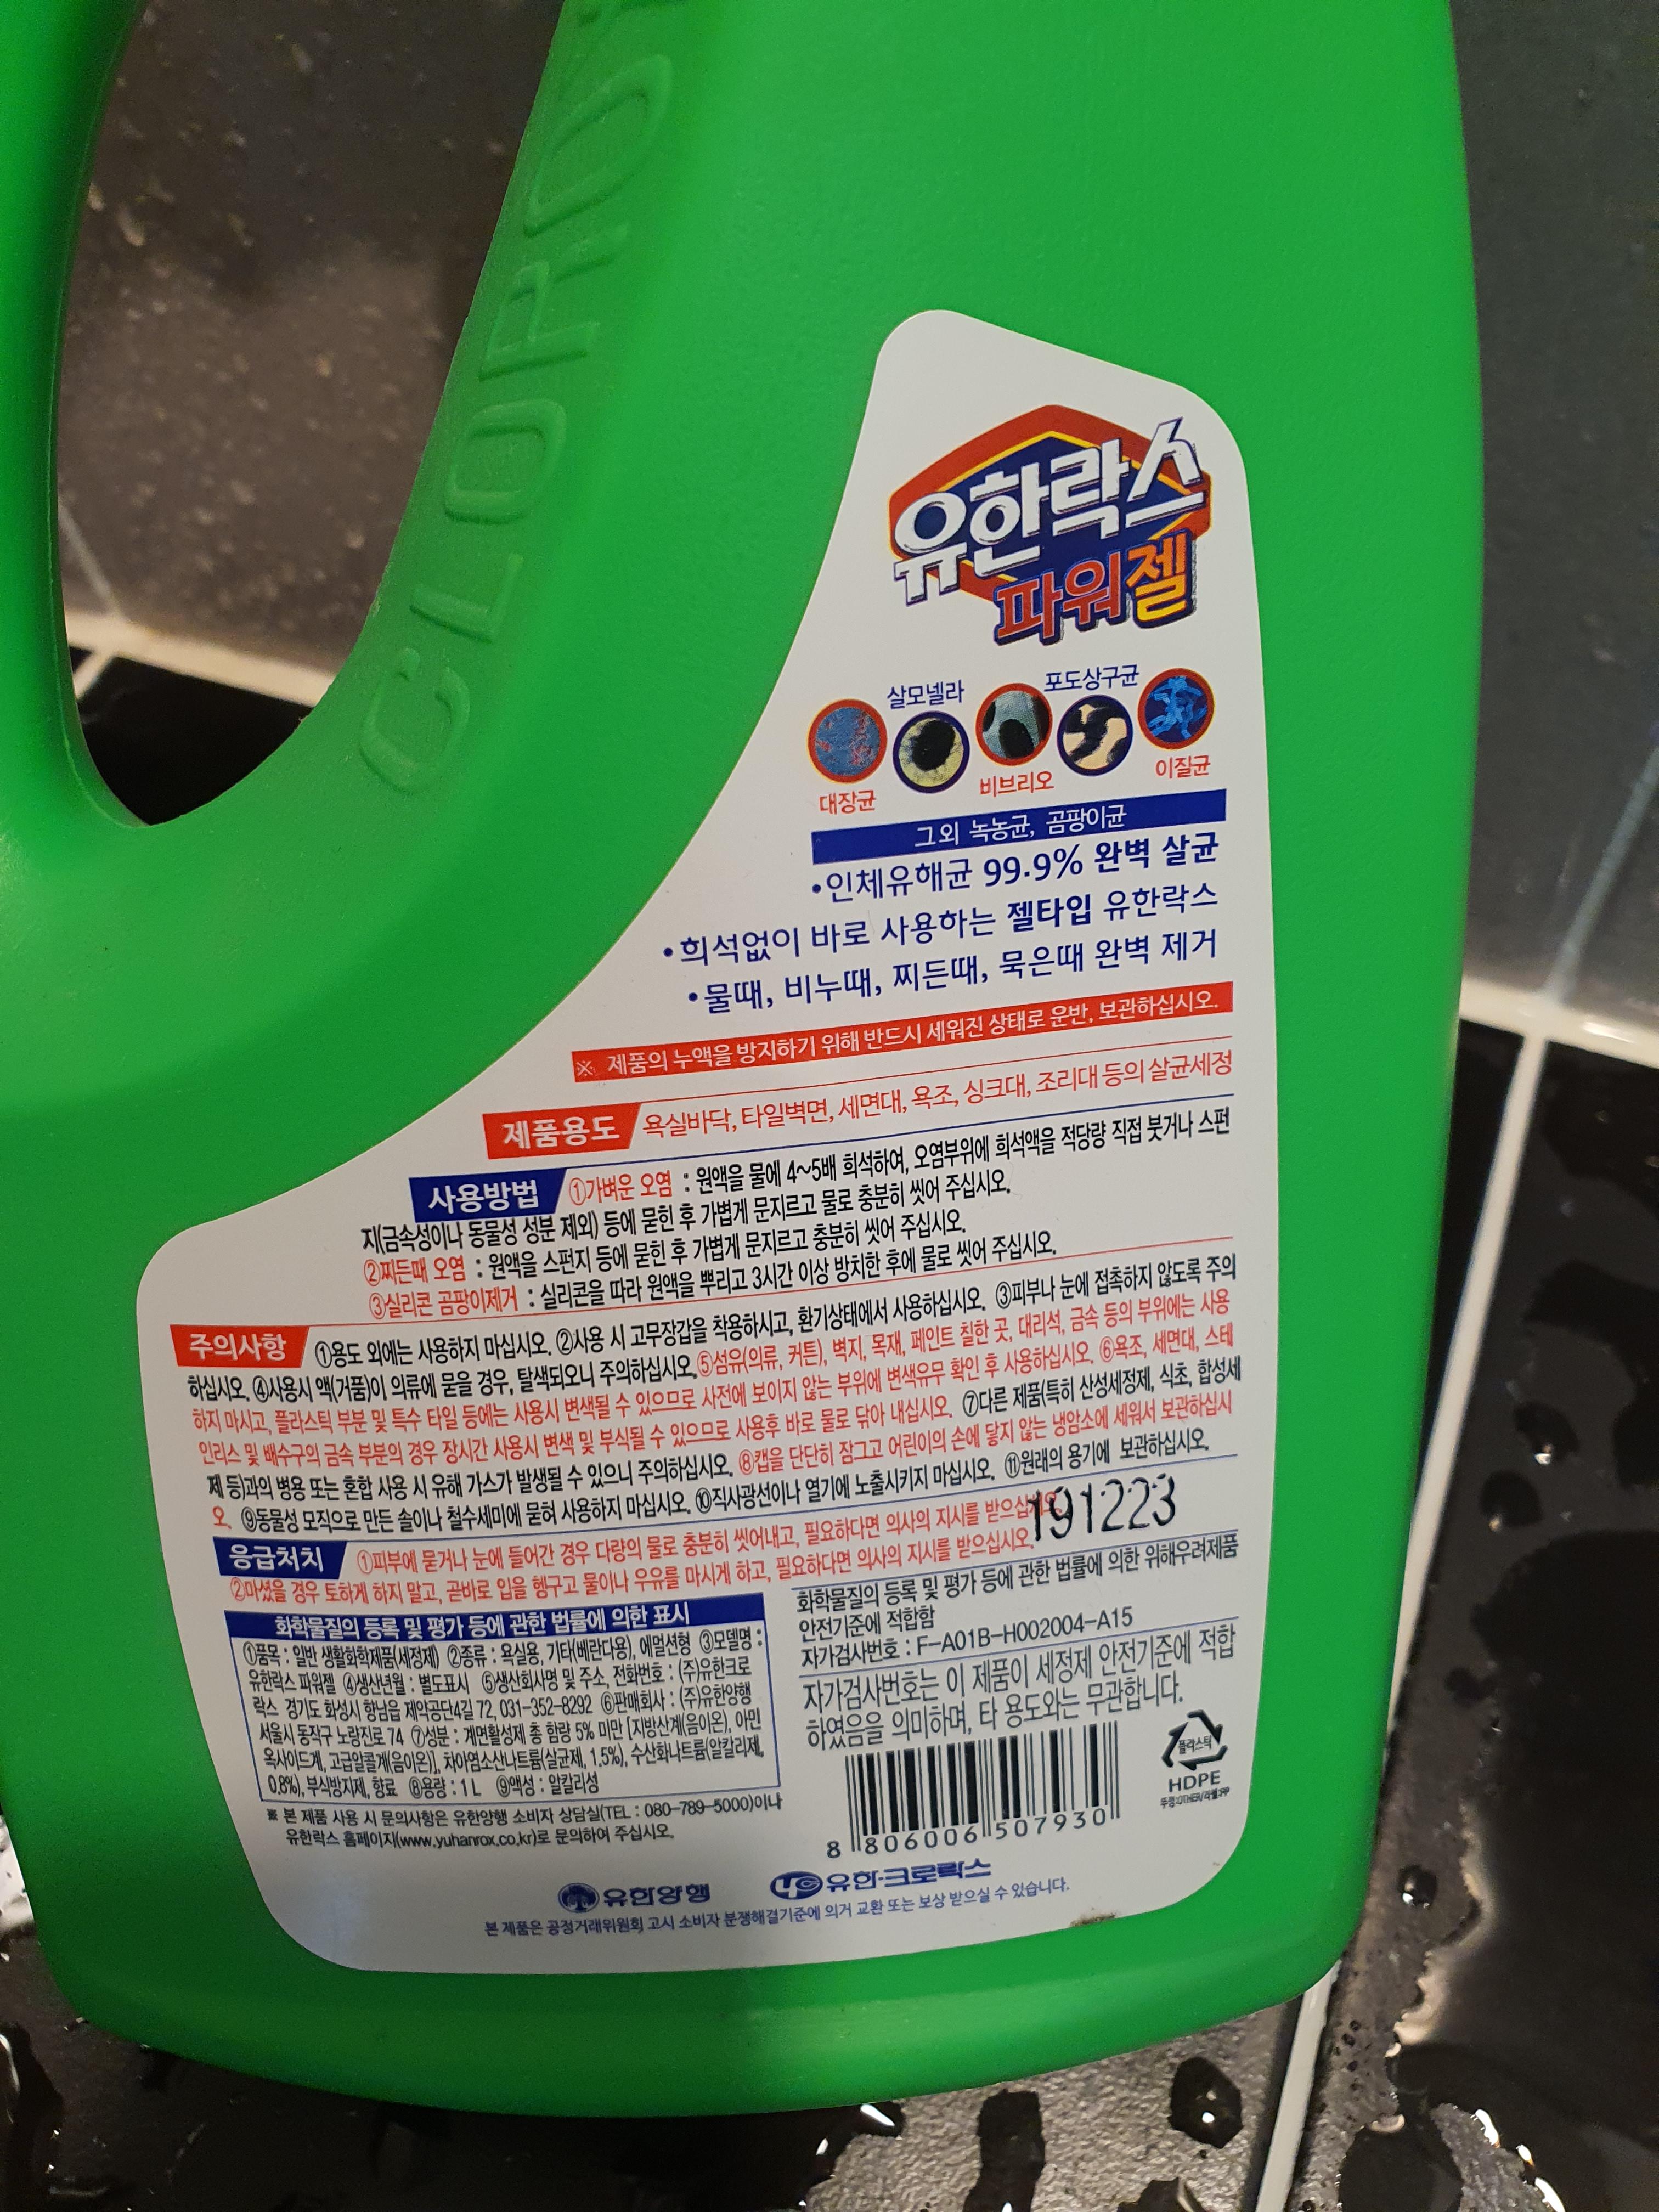 CLOROX
유한락스
파워젤
살모넬라 포도상구균
대장균 비브리오 이질균
그외 녹농균, 곰팡이균
•인체유해균 99.9% 완벽 살균
•희석없이 바로 사용하는 젤타입 유한락스
•물때, 비누때, 찌든때, 묵은때 완벽 제거
※ 제품의 누액을 방지하기 위해 반드시 세워진 상태로 운반, 보관하십시오.
제품용도 욕실바닥, 타일벽면, 세면대, 욕조, 싱크대, 조리대 등의 살균세정
사용방법 ①가벼운 오염 : 원액을 물에 4~5배 희석하여, 오염부위에 희석액을 적당량 직접 붓거나 스펀
지(금속성이나 동물성 성분 제외) 등에 묻힌 후 가볍게 문지르고 물로 충분히 씻어 주십시오.
②찌든때 오염 : 원액을 스펀지 등에 묻힌 후 가볍게 문지르고 충분히 씻어 주십시오.
③실리콘 곰팡이제거 : 실리콘을 따라 원액을 뿌리고 3시간 이상 방치한 후에 물로 씻어 주십시오.
주의사항 ①용도 외에는 사용하지 마십시오. ②사용 시 고무장갑을 착용하시고, 환기상태에서 사용하십시오. ③피부나 눈에 접촉하지 않도록 주의
하십시오. ④사용시 액(거품)이 의류에 묻을 경우, 탈색되오니 주의하십시오. ⑤섬유(의류, 커튼), 벽지, 목재, 페인트 칠한 곳, 대리석, 금속 등의 부위에는 사용
하지 마시고, 플라스틱 부분 및 특수 타일 등에는 사용시 변색될 수 있으므로 사전에 보이지 않는 부위에 변색유무 확인 후 사용하십시오. ⑥욕조, 세면대, 스테
인리스 및 배수구의 금속 부분의 경우 장시간 사용시 변색 및 부식될 수 있으므로 사용후 바로 물로 닦아 내십시오. ⑦다른 제품(특히 산성세정제, 식초, 합성세
제 등)과의 병용 또는 혼합 사용 시 유해 가스가 발생될 수 있으니 주의하십시오. ⑧캡을 단단히 잠그고 어린이의 손에 닿지 않는 냉암소에 세워서 보관하십시
오. ⑨동물성 모직으로 만든 솔이나 철수세미에 묻혀 사용하지 마십시오. ⑩직사광선이나 열기에 노출시키지 마십시오. ⑪원래의 용기에 보관하십시오.
응급처치 ①피부에 묻거나 눈에 들어간 경우 다량의 물로 충분히 씻어내고, 필요하다면 의사의 지시를 받으십시오.
②마셨을 경우 토하게 하지 말고, 곧바로 입을 헹구고 물이나 우유를 마시게 하고, 필요하다면 의사의 지시를 받으십시오.
191223
화학물질의 등록 및 평가 등에 관한 법률에 의한 표시
①품목 : 일반 생활화학제품(세정제) ②종류 : 욕실용, 기타(베란다용), 에멀션형 ③모델명 :
유한락스 파워젤 ④생산년월 : 별도표시 ⑤생산회사명 및 주소, 전화번호 : (주)유한크로
락스 경기도 화성시 향남읍 제약공단4길 72, 031-352-8292 ⑥판매회사 : (주)유한양행
서울시 동작구 노량진로 74 ⑦성분 : 계면활성제 총 함량 5% 미만 [지방산계(음이온), 아민
옥사이드계, 고급알콜계(음이온)], 차아염소산나트륨(살균제, 1.5%), 수산화나트륨(알칼리제,
0.8%), 부식방지제, 향료 ⑧용량 : 1 L ⑨액성 : 알칼리성
※ 본 제품 사용 시 문의사항은 유한양행 소비자 상담실(TEL : 080-789-5000)이나
유한락스 홈페이지(www.yuhanrox.co.kr)로 문의하여 주십시오.
화학물질의 등록 및 평가 등에 관한 법률에 의한 위해우려제품
안전기준에 적합함
자가검사번호 : F-A01B-H002004-A15
자가검사번호는 이 제품이 세정제 안전기준에 적합
하였음을 의미하며, 타 용도와는 무관합니다.
플라스틱
HDPE
뚜껑:OTHER/라벨:PP
8 806006 507930
유한양행 유한·크로락스
본 제품은 공정거래위원회 고시 소비자 분쟁해결기준에 의거 교환 또는 보상 받으실 수 있습니다.